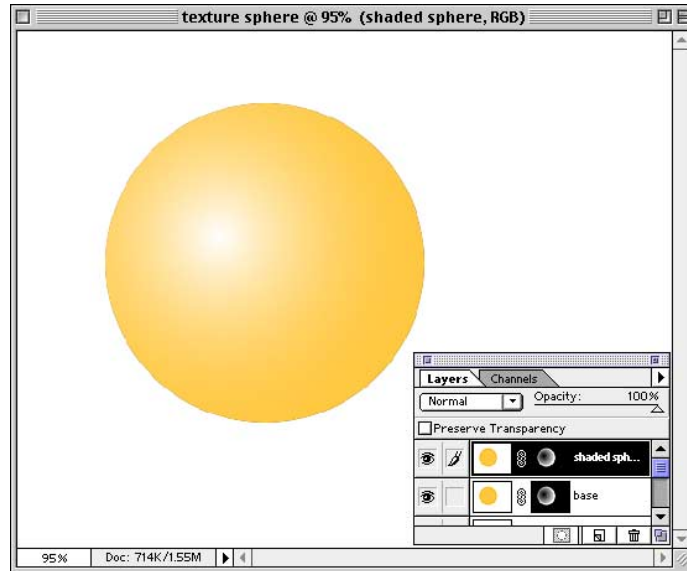 texture sphere @ 95% (shaded sphere, RGB)
Layers Channels
Normal Opacity: 100%
Preserve Transparency
shaded sph...
base
95% Doc: 714K/1.55M